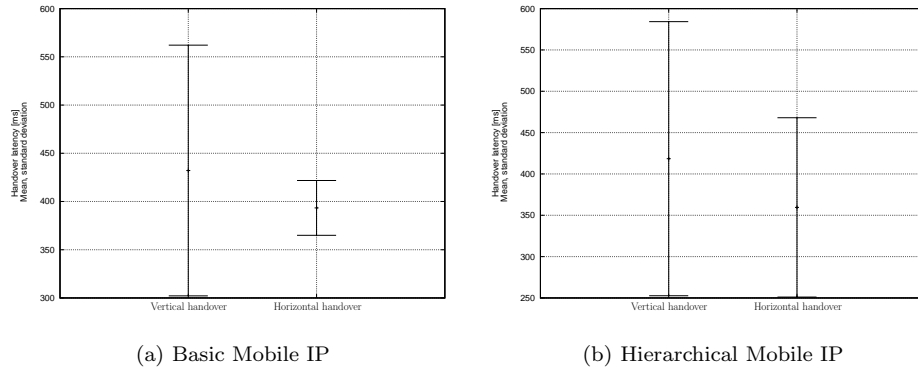 600
550
500
450
400
350
300
Handover latency [ms]
Mean, standard deviation
Vertical handover
Horizontal handover
(a) Basic Mobile IP
600
550
500
450
400
350
300
250
Handover latency [ms]
Mean, standard deviation
Vertical handover
Horizontal handover
(b) Hierarchical Mobile IP